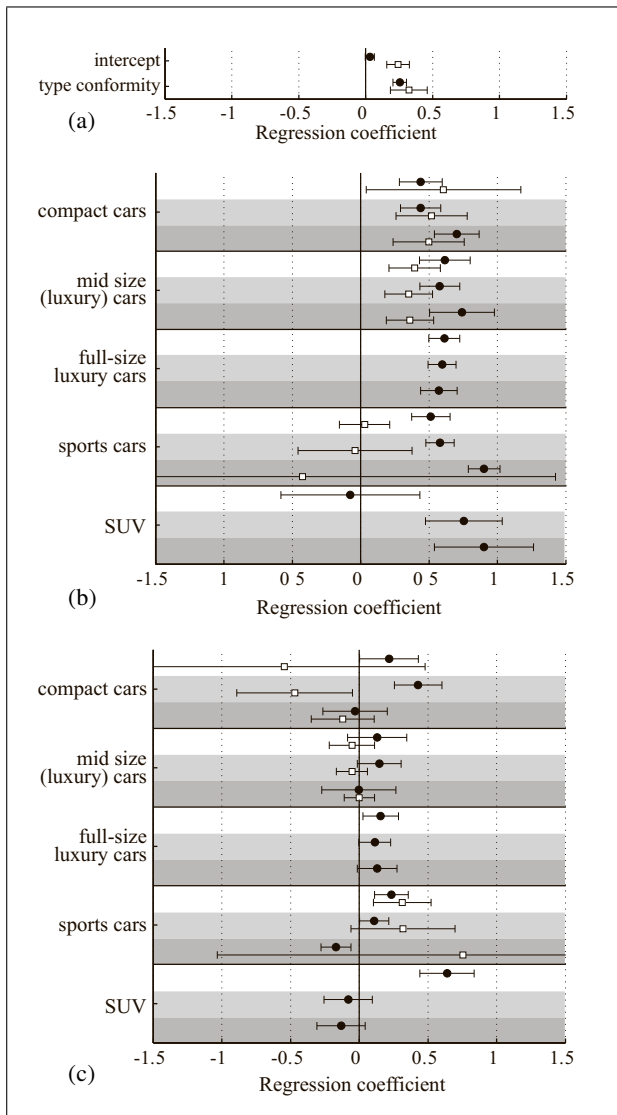 intercept
type conformity
-1.5 -1 -0.5 0 0.5 1 1.5
(a)
Regression coefficient
compact cars
mid size
(luxury) cars
full-size
luxury cars
sports cars
SUV
-1.5 1 0 5 0 0.5 1 1.5
(b)
Regression coefficient
compact cars
mid size
(luxury) cars
full-size
luxury cars
sports cars
SUV
-1.5 -1 -0.5 0 0.5 1 1.5
(c)
Regression coefficient